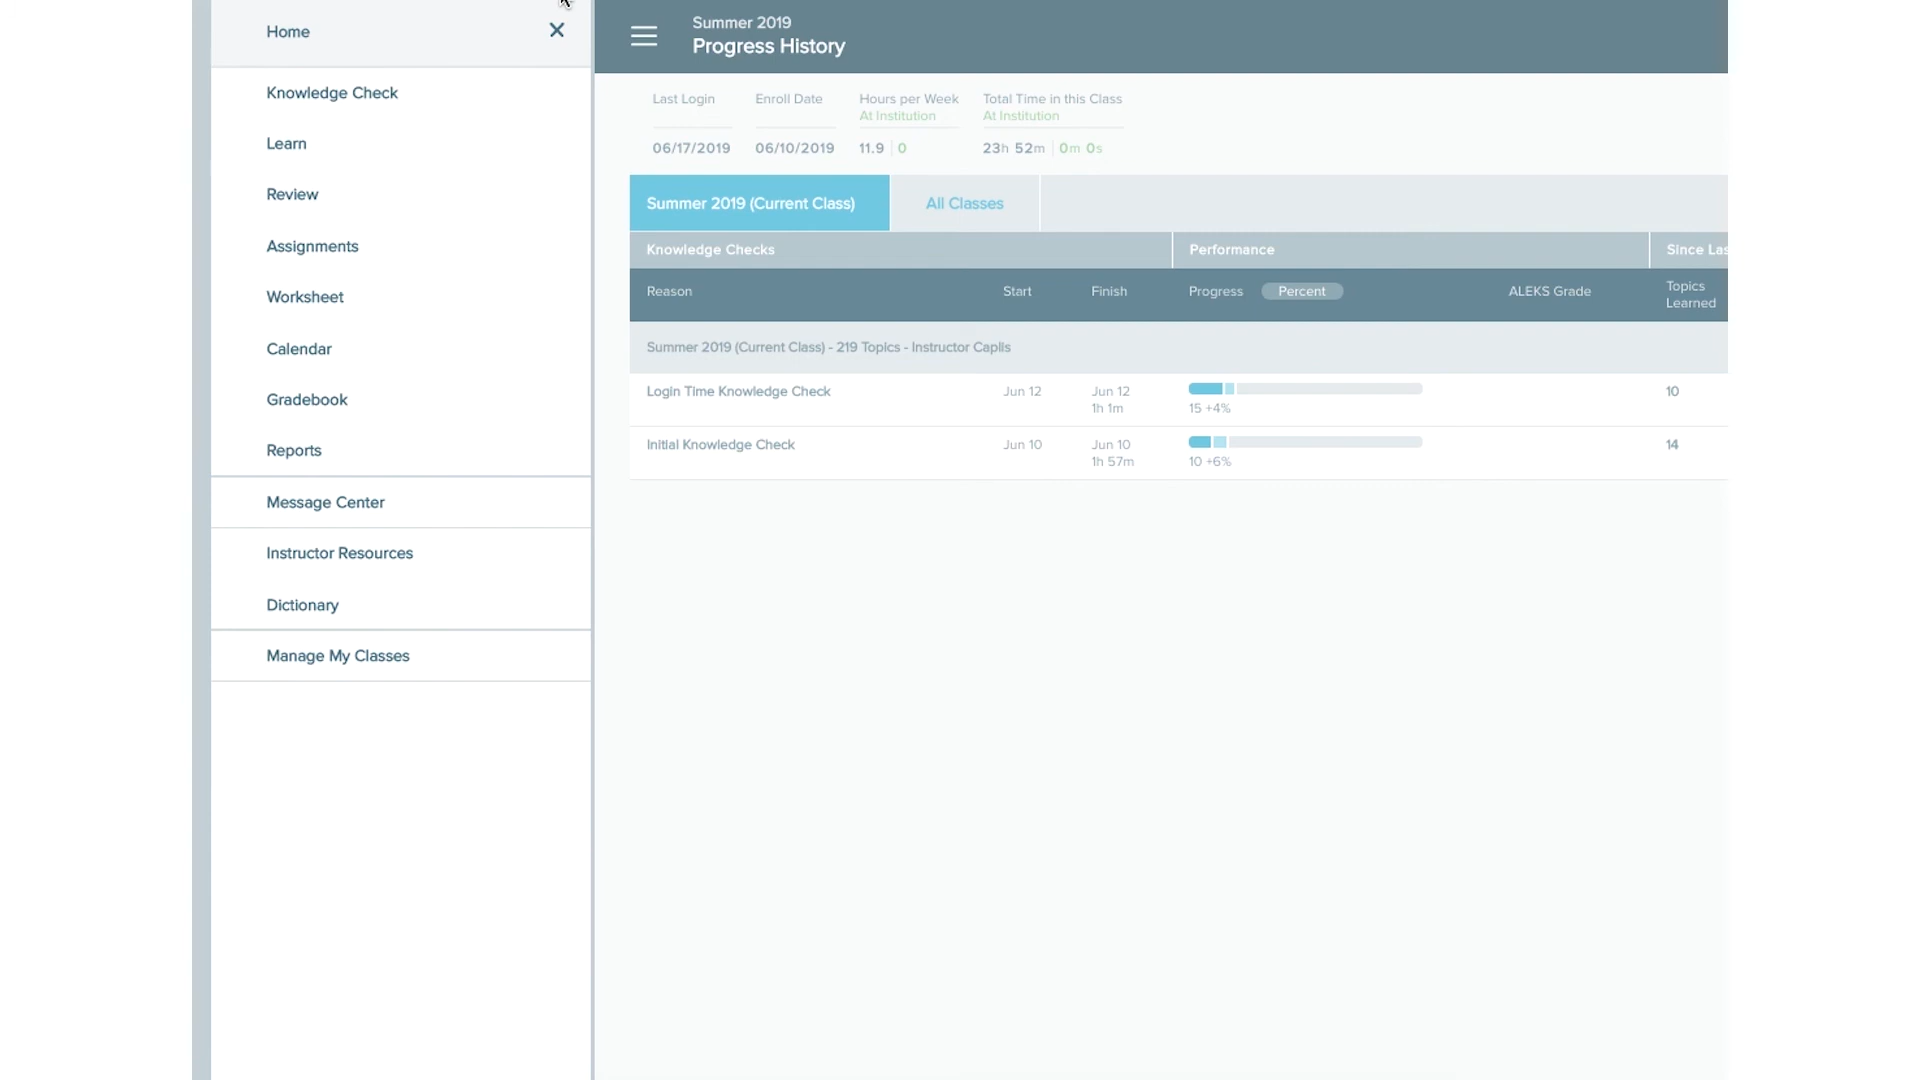 Home
Knowledge Check
Learn
Review
Assignments
Worksheet
Calendar
Gradebook
Reports
Message Center
Instructor Resources
Dictionary
Manage My Classes
Summer 2019
Progress History
Last Login
Enroll Date
Hours per Week
At Institution
Total Time in this Class
At Institution
06/17/2019
06/10/2019
11.9 | 0
23h 52m | 0m 0s
Summer 2019 (Current Class)
All Classes
Knowledge Checks
Performance
Since Las
Reason
Start
Finish
Progress
Percent
ALEKS Grade
Topics
Learned
Summer 2019 (Current Class) - 219 Topics - Instructor Caplis
Login Time Knowledge Check
Jun 12
Jun 12
1h 1m
15 +4%
10
Initial Knowledge Check
Jun 10
Jun 10
1h 57m
10 +6%
14